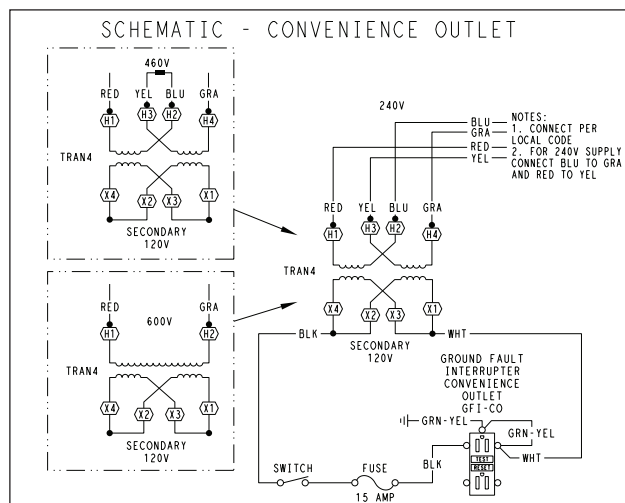 SCHEMATIC - CONVENIENCE OUTLET
460V
RED YEL BLU GRA
H1 H3 H2 H4
TRAN4
X4 X2 X3 X1
SECONDARY
120V
RED GRA
600V
H1 H2
TRAN4
X4 X2 X3 X1
SECONDARY
120V
240V
BLU
GRA
RED
YEL
NOTES:
1. CONNECT PER
LOCAL CODE
2. FOR 240V SUPPLY
CONNECT BLU TO GRA
AND RED TO YEL
RED YEL BLU GRA
H1 H3 H2 H4
TRAN4
X4 X2 X3 X1
BLK WHT
SECONDARY
120V
GROUND FAULT
INTERRUPTER
CONVENIENCE
OUTLET
GFI-CO
GRN-YEL
GRN-YEL
BLK
WHT
TEST
RESET
SWITCH FUSE
15 AMP